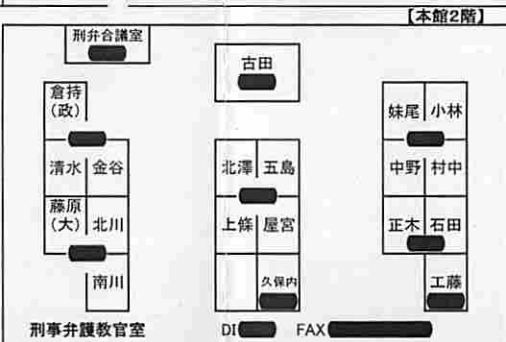 【本館2階】
刑弁合議室
古田
倉持
(政)
妹尾 小林
清水 金谷
北澤 五島
中野 村中
藤原
(大)
北川
上條 屋宮
正木 石田
南川
久保内
工藤
刑事弁護教官室
DI
FAX